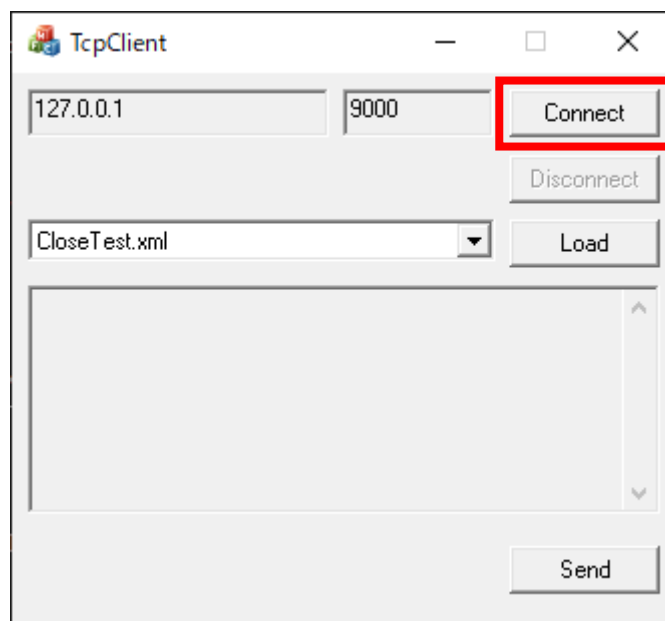 TcpClient
127.0.0.1 9000 Connect
Disconnect
CloseTest.xml Load
Send